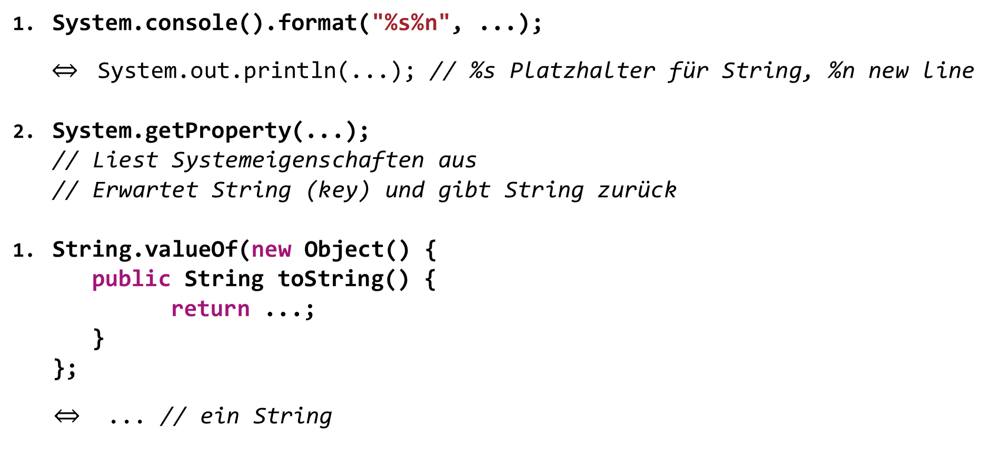 1. System.console().format("%s%n", ...);
⇔ System.out.println(...); // %s Platzhalter für String, %n new line
2. System.getProperty(...);
// Liest Systemeigenschaften aus
// Erwartet String (key) und gibt String zurück
1. String.valueOf(new Object() {
public String toString() {
return ...;
}
};
⇔ ... // ein String